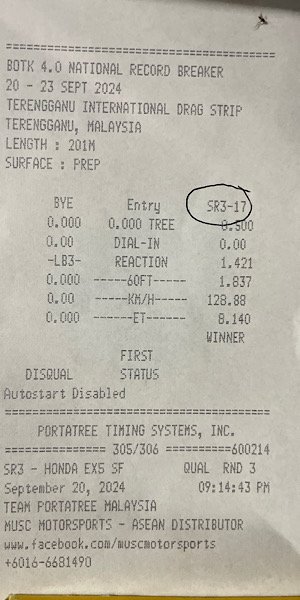 ===================================
BOTK 4.0 NATIONAL RECORD BREAKER
20 - 23 SEPT 2024
TERENGGANU INTERNATIONAL DRAG STRIP
TERENGGANU, MALAYSIA
LENGTH : 201M
SURFACE : PREP
BYE Entry SR3-17
0.000 0.000 TREE 0.500
0.00 DIAL-IN 0.00
-LB3- REACTION 1.421
0.000 -----60FT------ 1.837
0.00 -----KM/H------ 128.88
0.000 ------ET------- 8.140
WINNER
FIRST
DISQUAL STATUS
Autostart Disabled
===================================
PORTATREE TIMING SYSTEMS, INC.
================ 305/306 ==========600214
SR3 - HONDA EX5 SF QUAL RND 3
September 20, 2024 09:14:43 PM
TEAM PORTATREE MALAYSIA
MUSC MOTORSPORTS - ASEAN DISTRIBUTOR
www.facebook.com/muscmotorsports
+6016-6681490